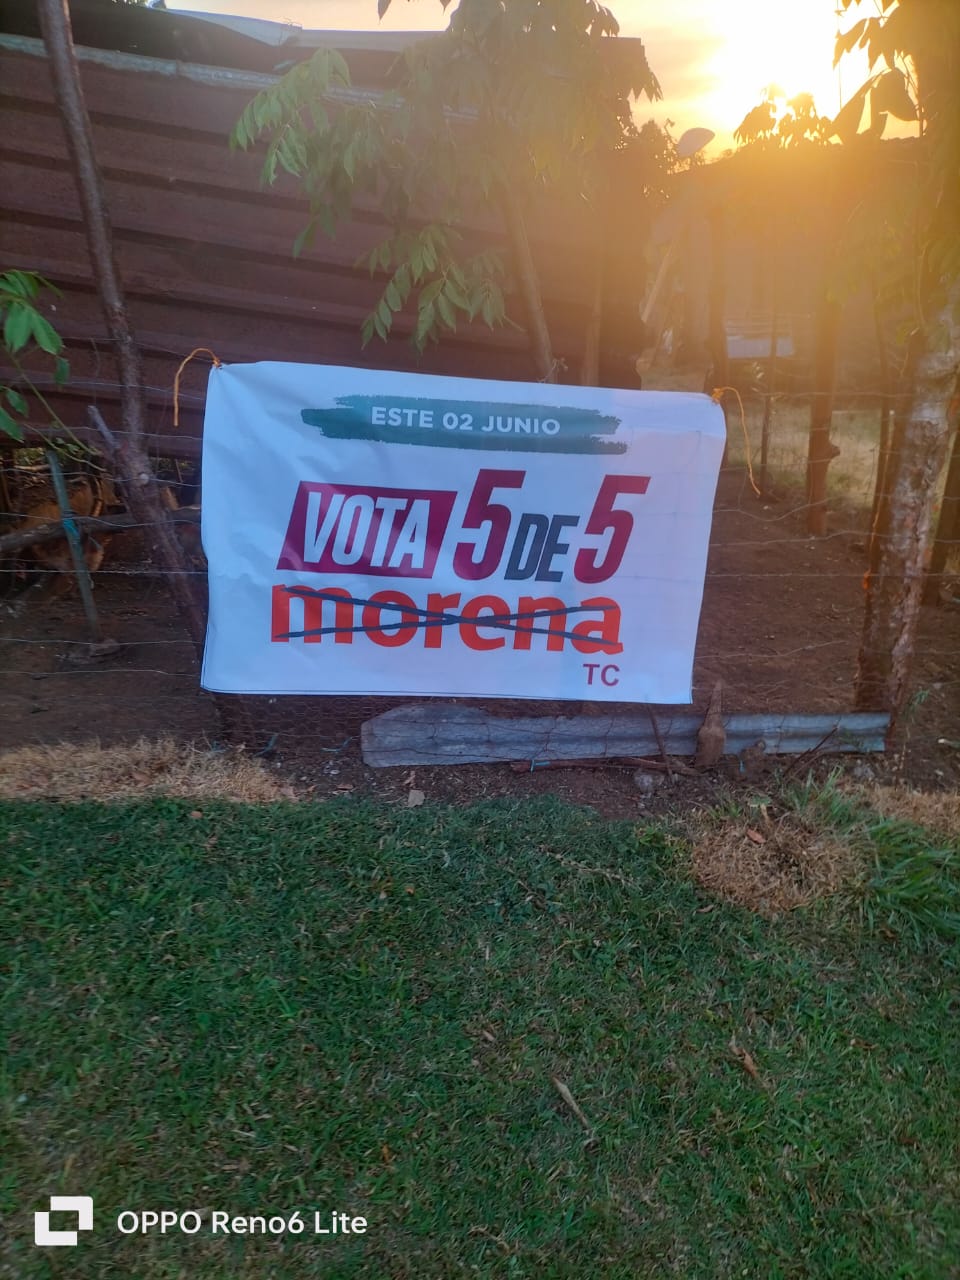 ESTE 02 JUNIO
VOTA 5 DE 5
morena
TC
OPPO Reno6 Lite